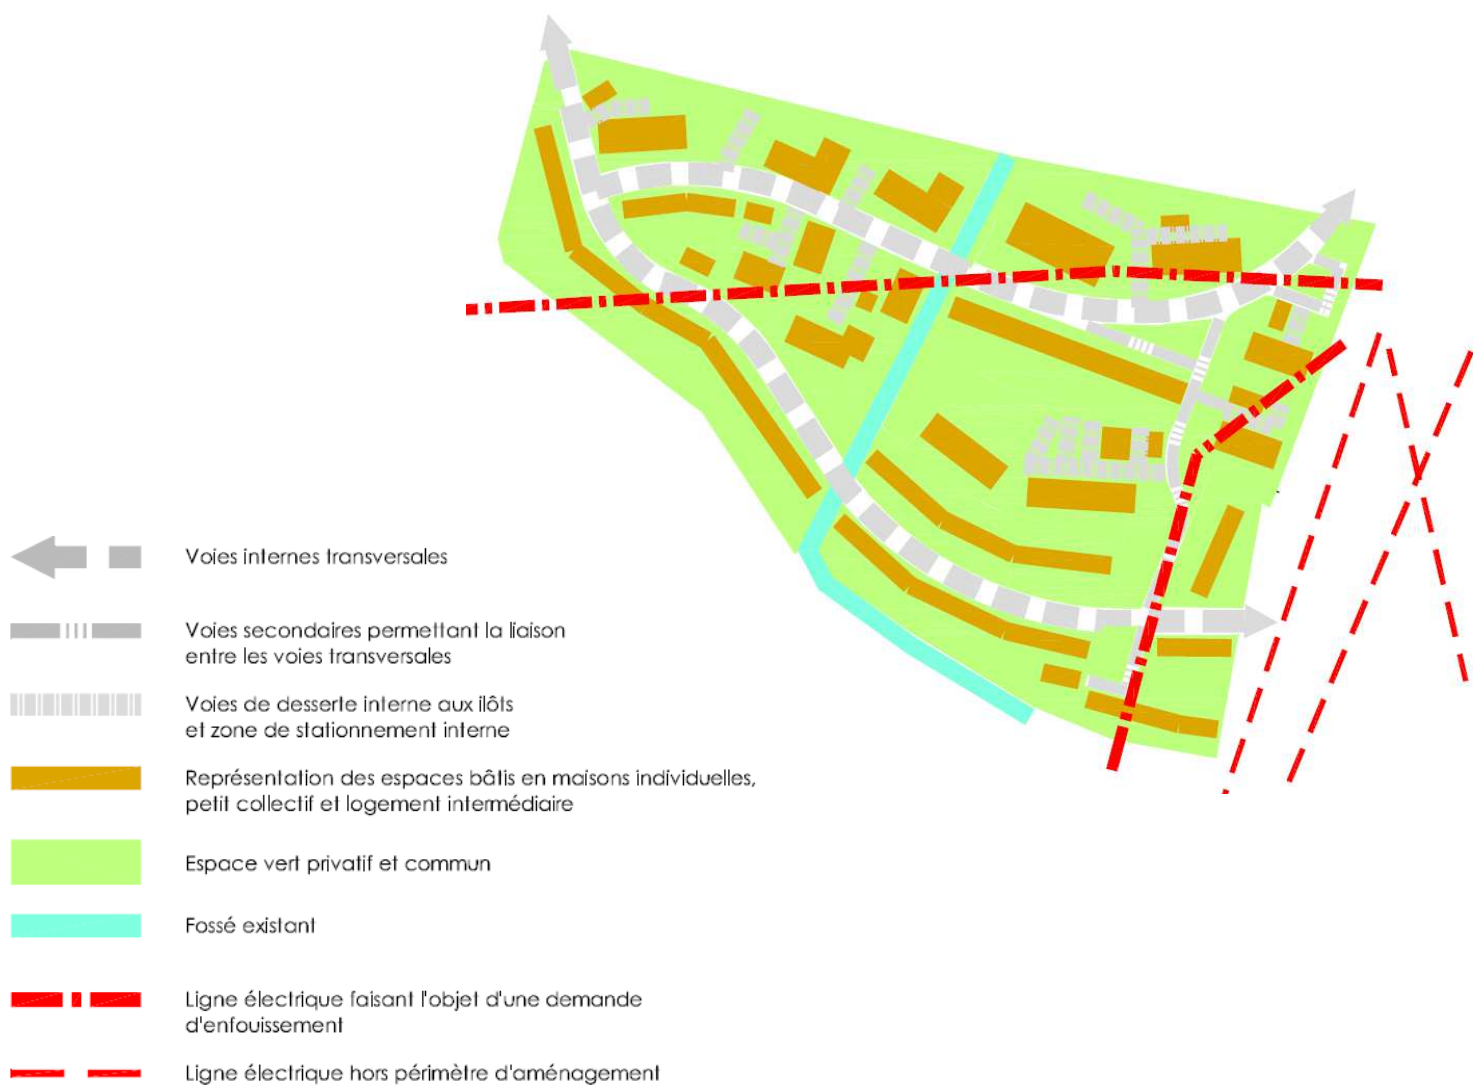 Voies internes transversales
Voies secondaires permettant la liaison
entre les voies transversales
Voies de desserte interne aux ilôts
et zone de stationnement interne
Représentation des espaces bâtis en maisons individuelles,
petit collectif et logement intermédiaire
Espace vert privatif et commun
Fossé existant
Ligne électrique faisant l'objet d'une demande
d'enfouissement
Ligne électrique hors périmètre d'aménagement